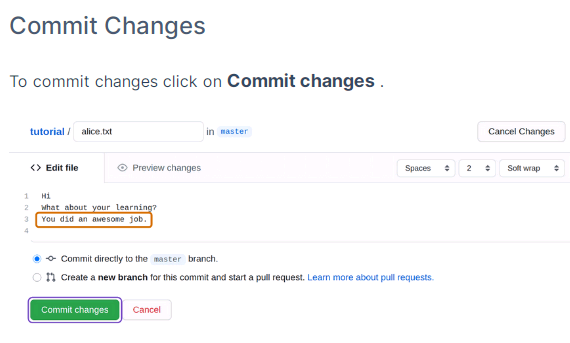 Commit Changes
To commit changes click on Commit changes .
tutorial / alice.txt in master Cancel Changes
<> Edit file Preview changes Spaces 2 Soft wrap
1 Hi
2 What about your learning?
3 You did an awesome job.
4
Commit directly to the master branch.
Create a new branch for this commit and start a pull request. Learn more about pull requests.
Commit changes Cancel